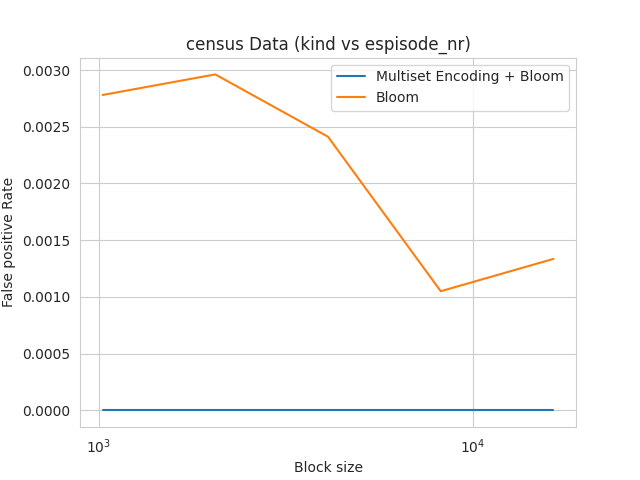 census Data (kind vs espisode_nr)
Multiset Encoding + Bloom
Bloom
False positive Rate
0.0030
0.0025
0.0020
0.0015
0.0010
0.0005
0.0000
10³
10⁴
Block size